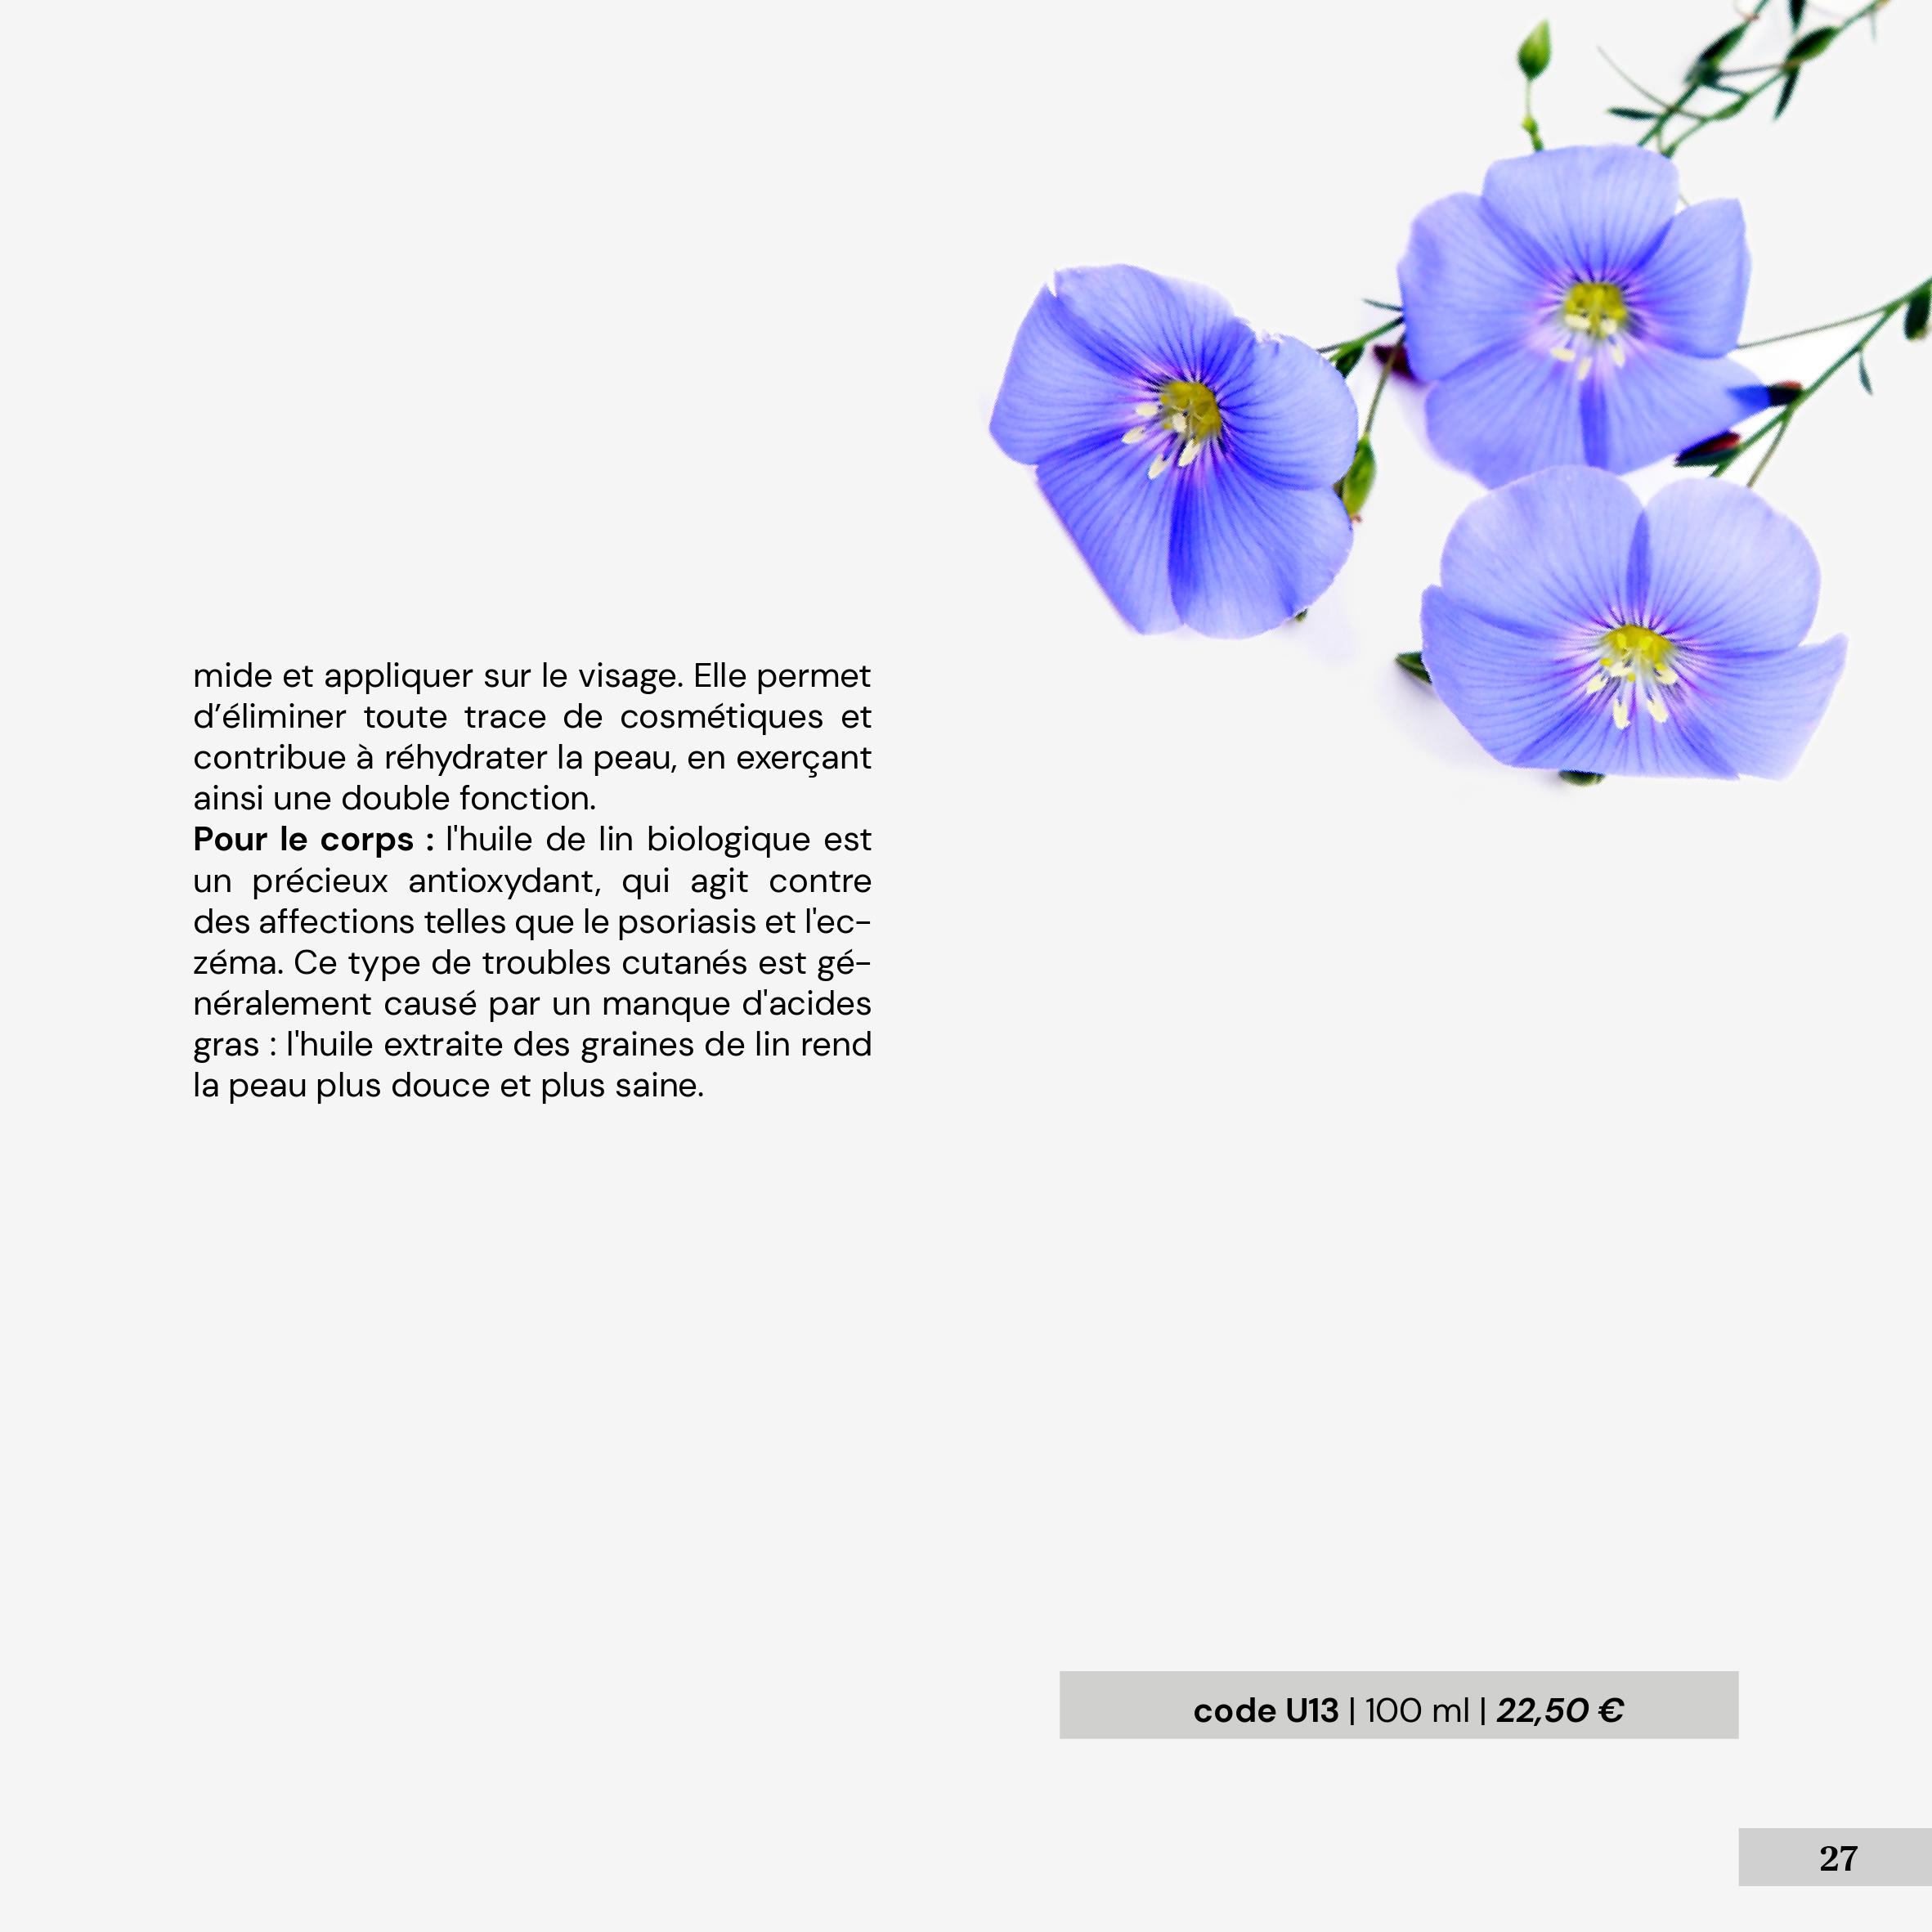 mide et appliquer sur le visage. Elle permet
d’éliminer toute trace de cosmétiques et
contribue à réhydrater la peau, en exerçant
ainsi une double fonction.
Pour le corps : l'huile de lin biologique est
un précieux antioxydant, qui agit contre
des affections telles que le psoriasis et l'ec-
zéma. Ce type de troubles cutanés est gé-
néralement causé par un manque d'acides
gras : l'huile extraite des graines de lin rend
la peau plus douce et plus saine.
code U13 | 100 ml | 22,50 €
27